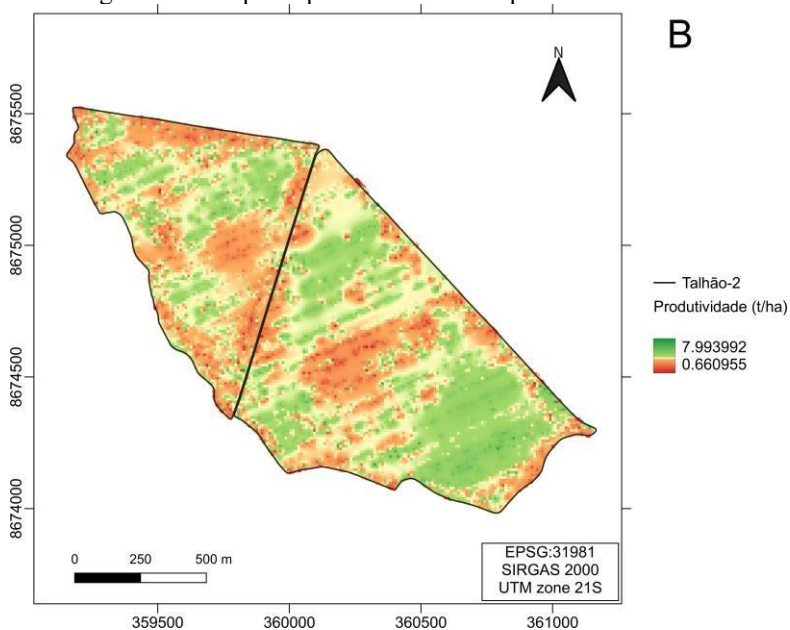 B
N
8675500
8675000
8674500
8674000
Talhão-2
Produtividade (t/ha)
7.993992
0.660955
0 250 500 m
EPSG:31981
SIRGAS 2000
UTM zone 21S
359500 360000 360500 361000